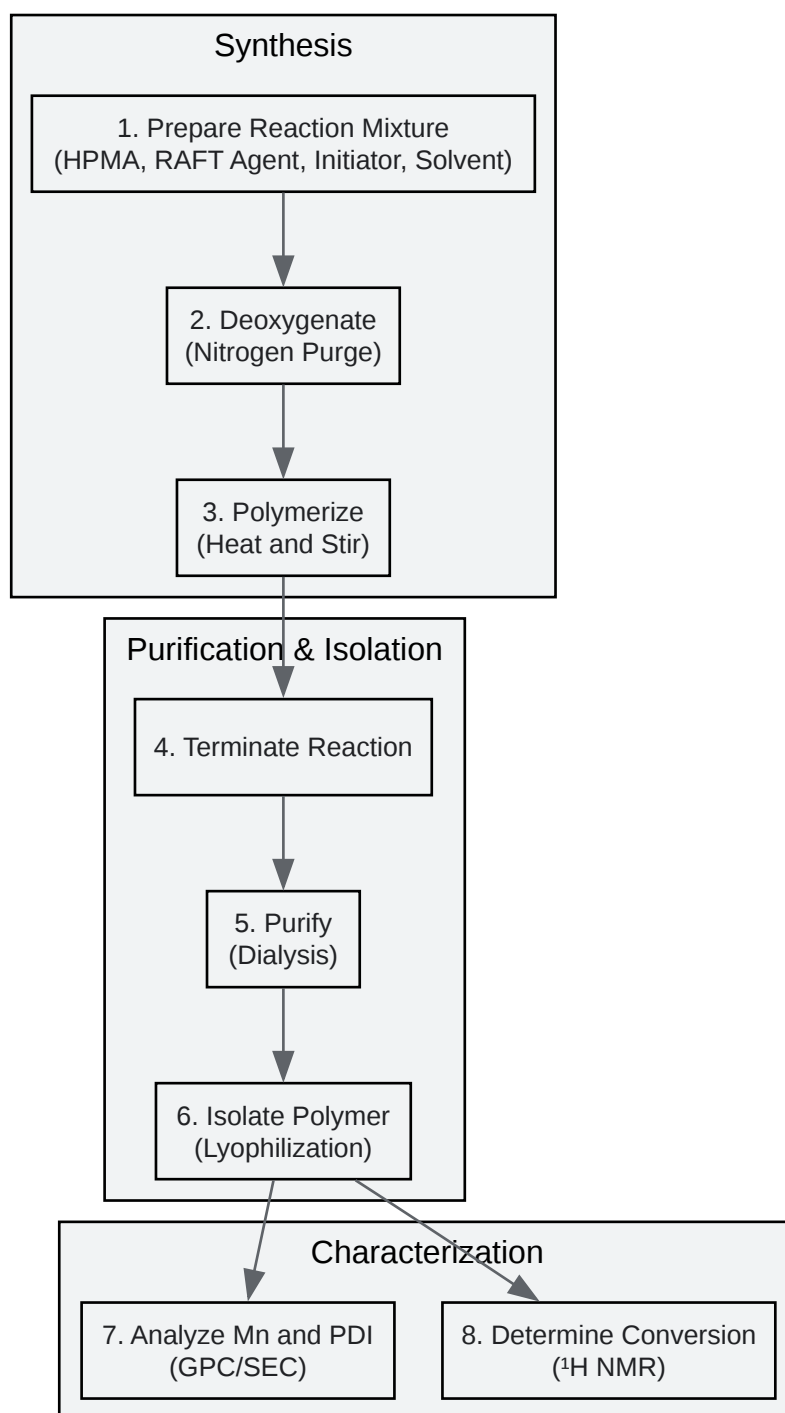 Synthesis
1. Prepare Reaction Mixture
(HPMA, RAFT Agent, Initiator, Solvent)
2. Deoxygenate
(Nitrogen Purge)
3. Polymerize
(Heat and Stir)
Purification & Isolation
4. Terminate Reaction
5. Purify
(Dialysis)
6. Isolate Polymer
(Lyophilization)
Characterization
7. Analyze Mn and PDI
(GPC/SEC)
8. Determine Conversion
(¹H NMR)